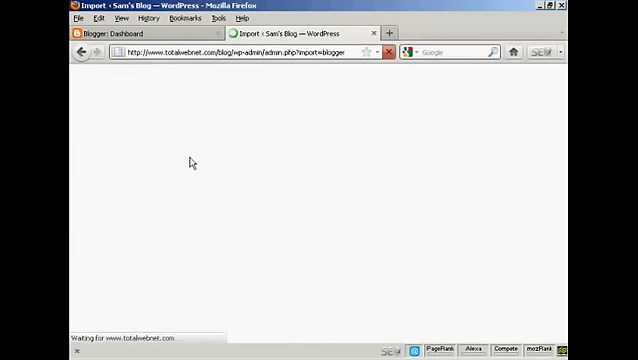 Import ‹ Sam's Blog — WordPress - Mozilla Firefox
File Edit View History Bookmarks Tools Help
Blogger: Dashboard
Import ‹ Sam's Blog — WordPress
http://www.totalwebnet.com/blog/wp-admin/admin.php?import=blogger
Google
SEO
Waiting for www.totalwebnet.com...
SEO PageRank Alexa Compete mozRank